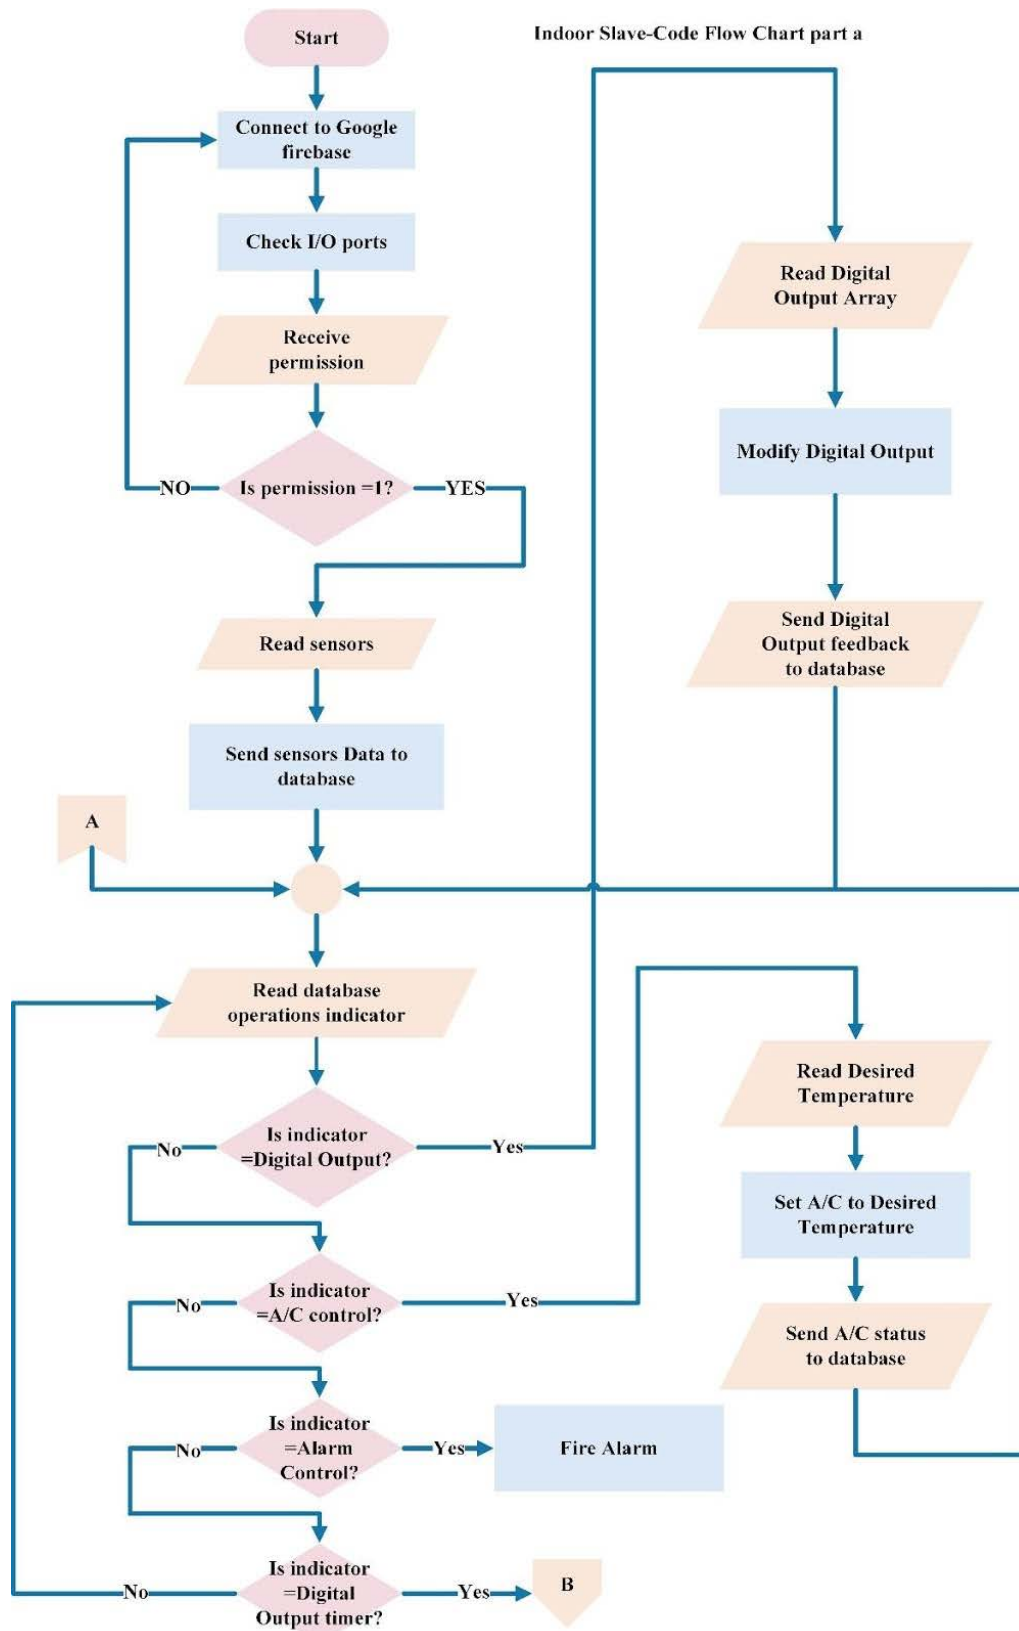 Start
Indoor Slave-Code Flow Chart part a
Connect to Google
firebase
Check I/O ports
Receive
permission
Is permission =1?
NO
YES
Read sensors
Send sensors Data to
database
A
Read database
operations indicator
Is indicator
=Digital Output?
No
Yes
Is indicator
=A/C control?
No
Yes
Is indicator
=Alarm
Control?
No
Yes
Fire Alarm
Is indicator
=Digital
Output timer?
No
Yes
B
Read Digital
Output Array
Modify Digital Output
Send Digital
Output feedback
to database
Read Desired
Temperature
Set A/C to Desired
Temperature
Send A/C status
to database